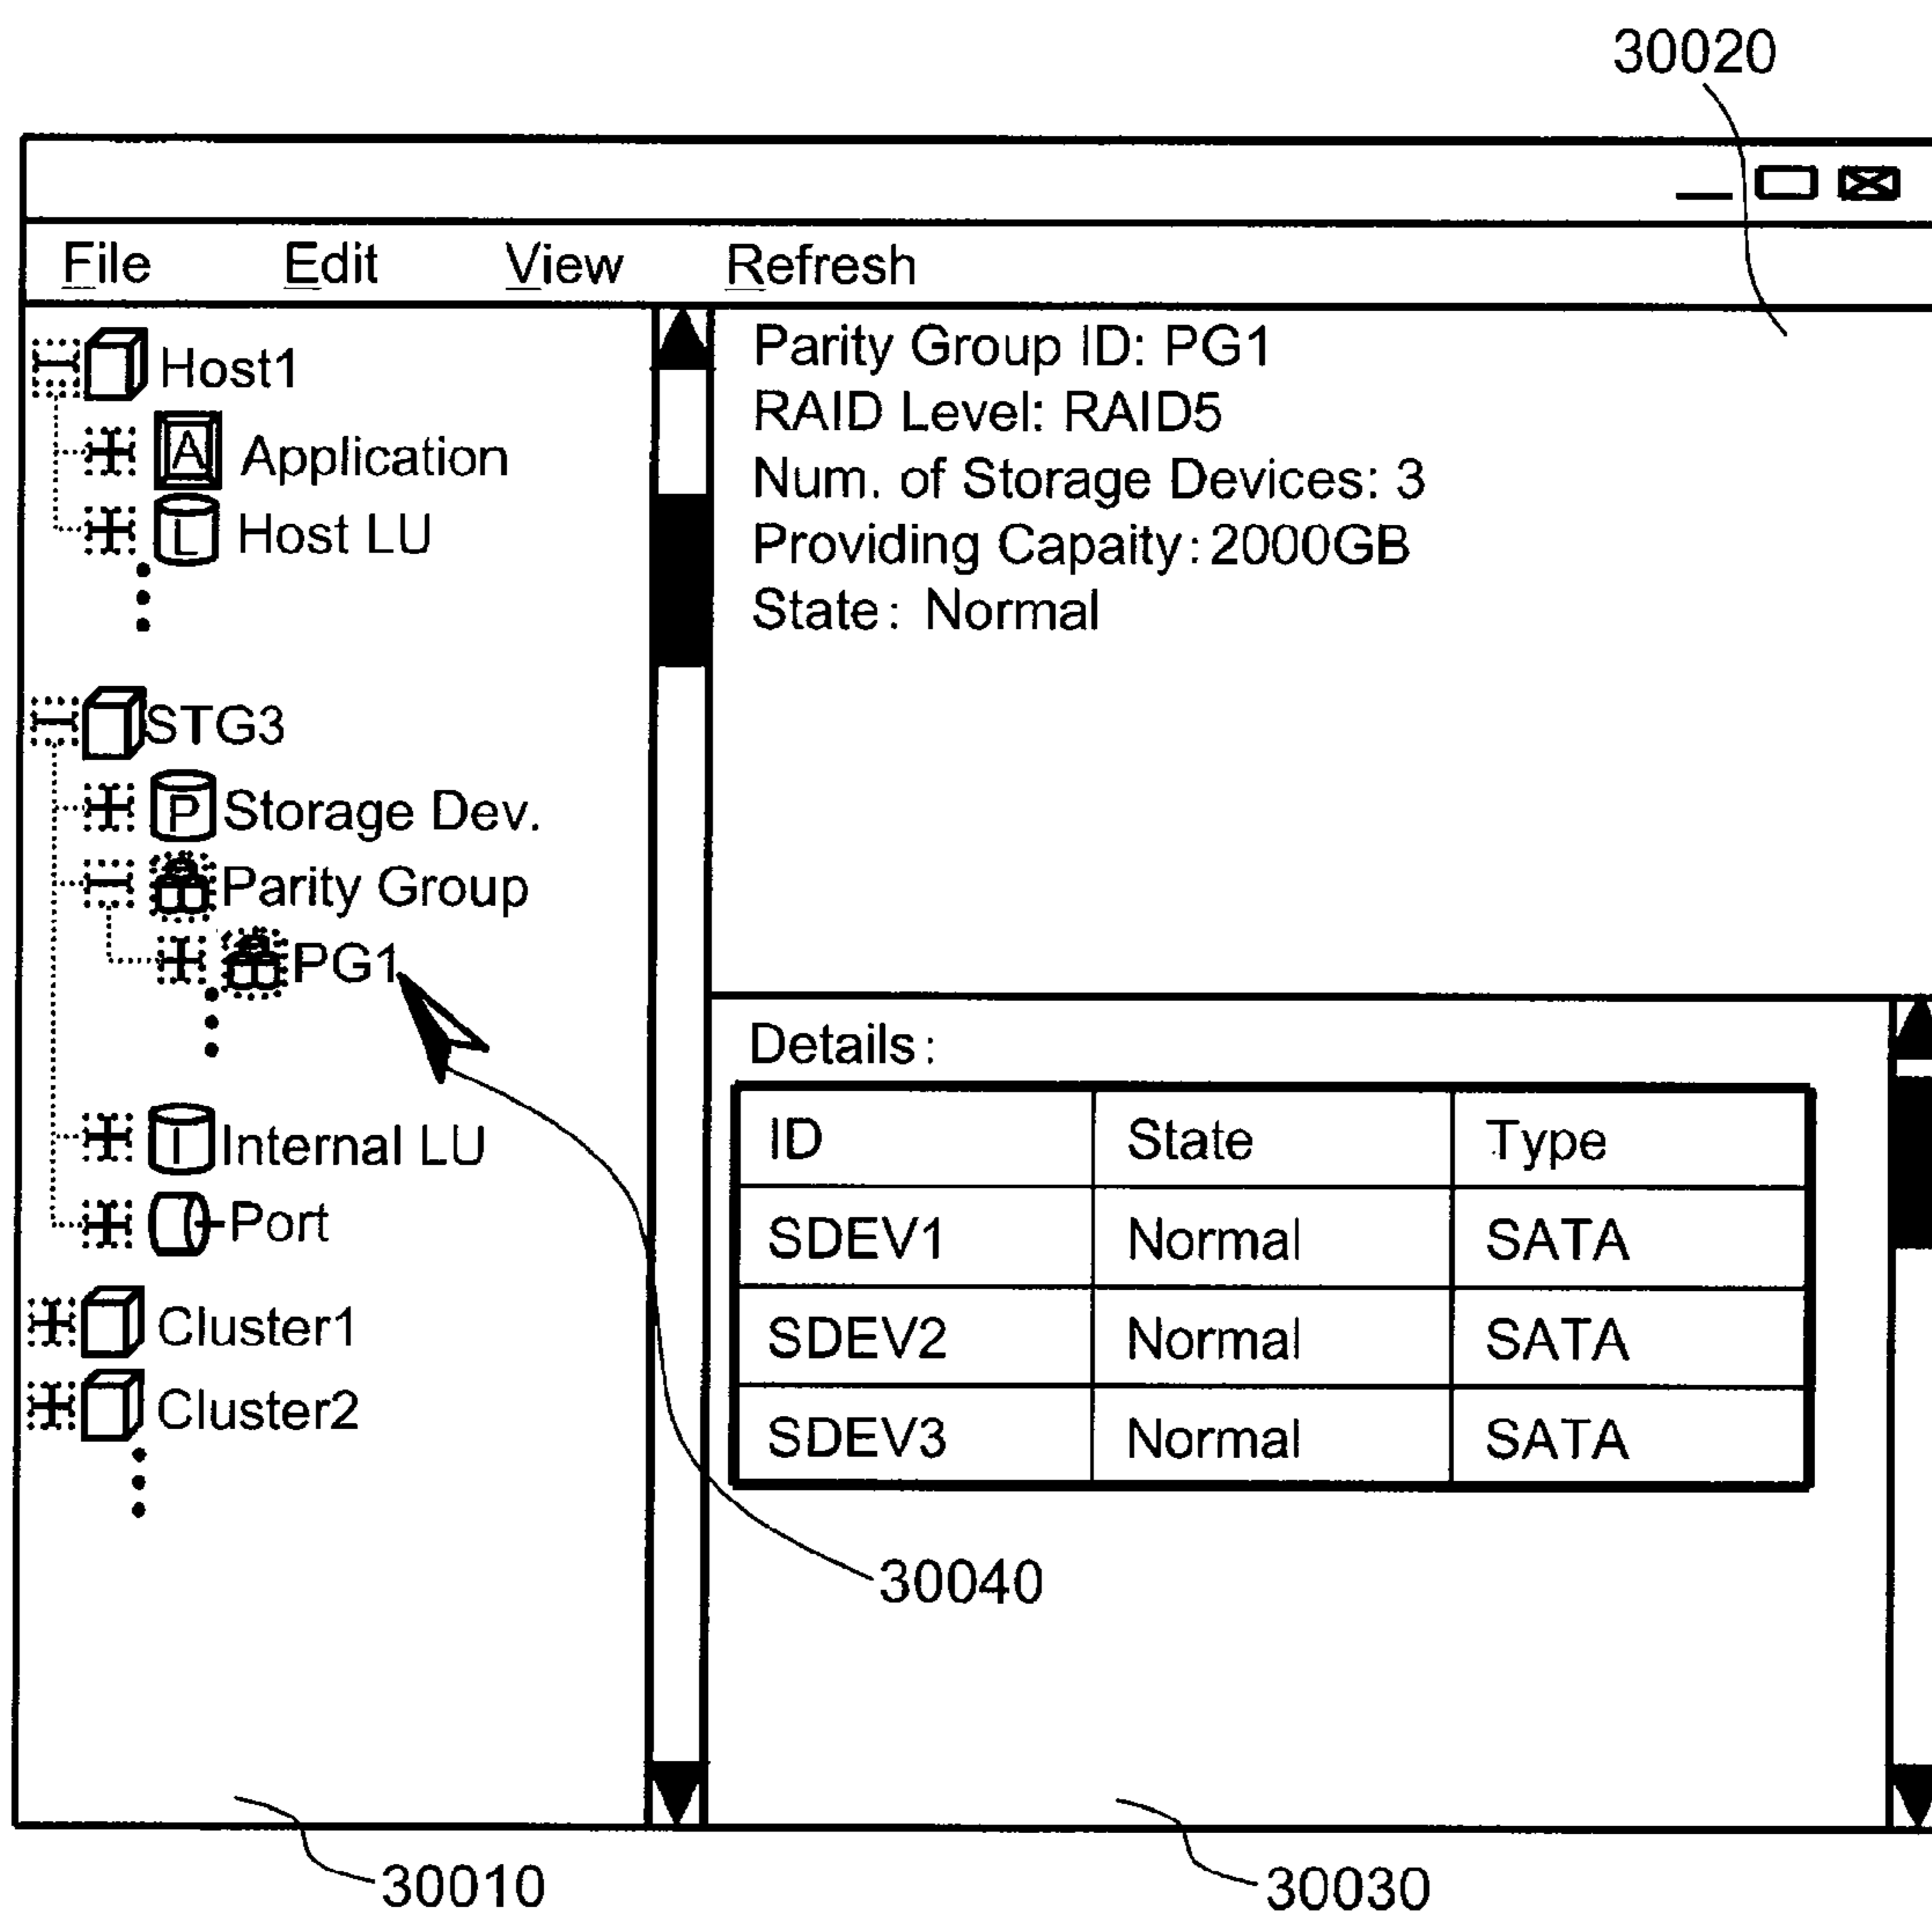 30020
File Edit View Refresh
Host1
A Application
L Host LU
STG3
P Storage Dev.
Parity Group
PG1
I Internal LU
Port
Cluster1
Cluster2
Parity Group ID: PG1
RAID Level: RAID5
Num. of Storage Devices: 3
Providing Capaity: 2000GB
State: Normal
Details:
ID State Type
SDEV1 Normal SATA
SDEV2 Normal SATA
SDEV3 Normal SATA
30040
30010
30030